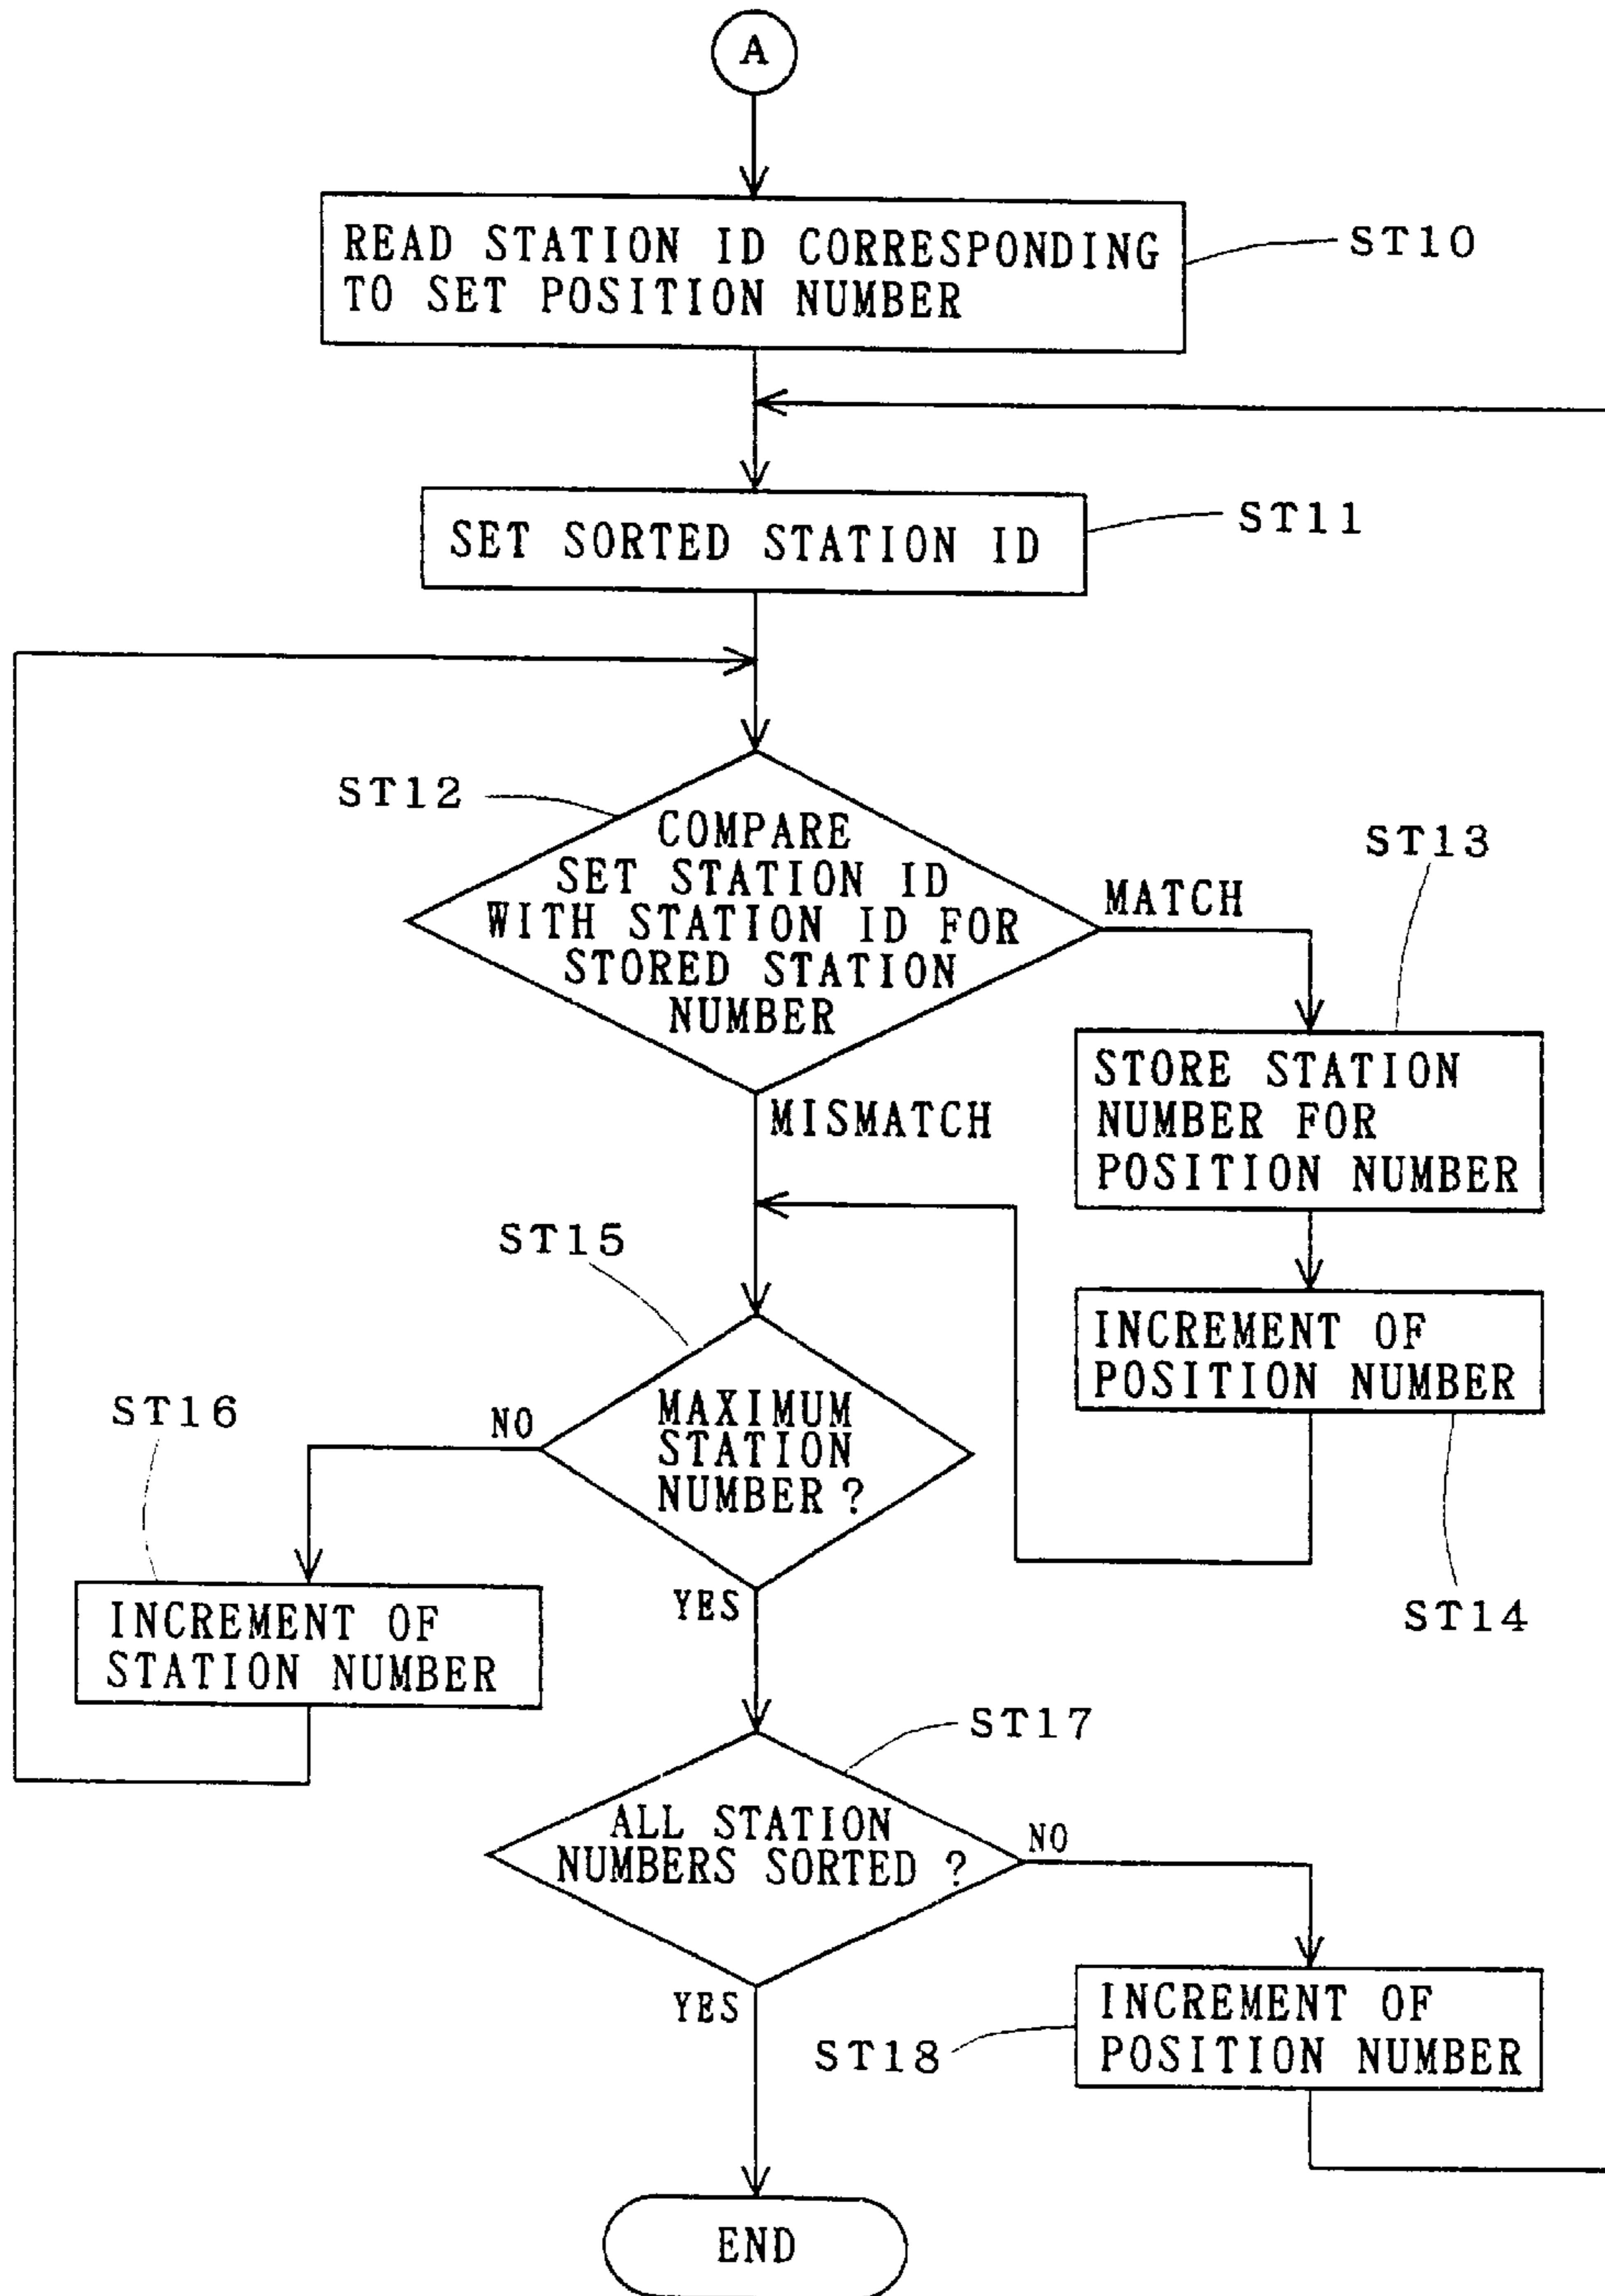 A
READ STATION ID CORRESPONDING
TO SET POSITION NUMBER
ST10
SET SORTED STATION ID
ST11
ST12
COMPARE
SET STATION ID
WITH STATION ID FOR
STORED STATION
NUMBER
MATCH
MISMATCH
ST13
STORE STATION
NUMBER FOR
POSITION NUMBER
INCREMENT OF
POSITION NUMBER
ST14
ST15
MAXIMUM
STATION
NUMBER ?
NO
YES
ST16
INCREMENT OF
STATION NUMBER
ST17
ALL STATION
NUMBERS SORTED ?
NO
YES
INCREMENT OF
POSITION NUMBER
ST18
END